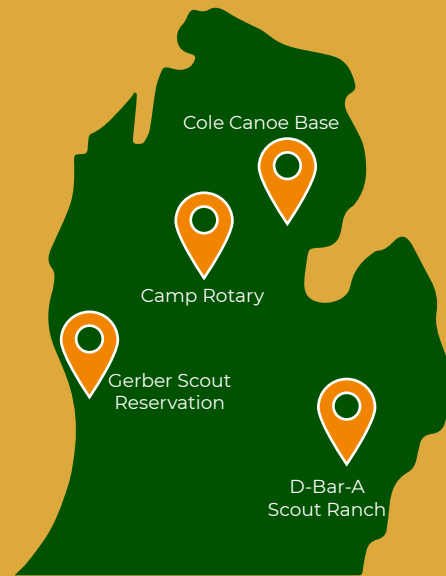 Cole Canoe Base
Camp Rotary
Gerber Scout
Reservation
D-Bar-A
Scout Ranch